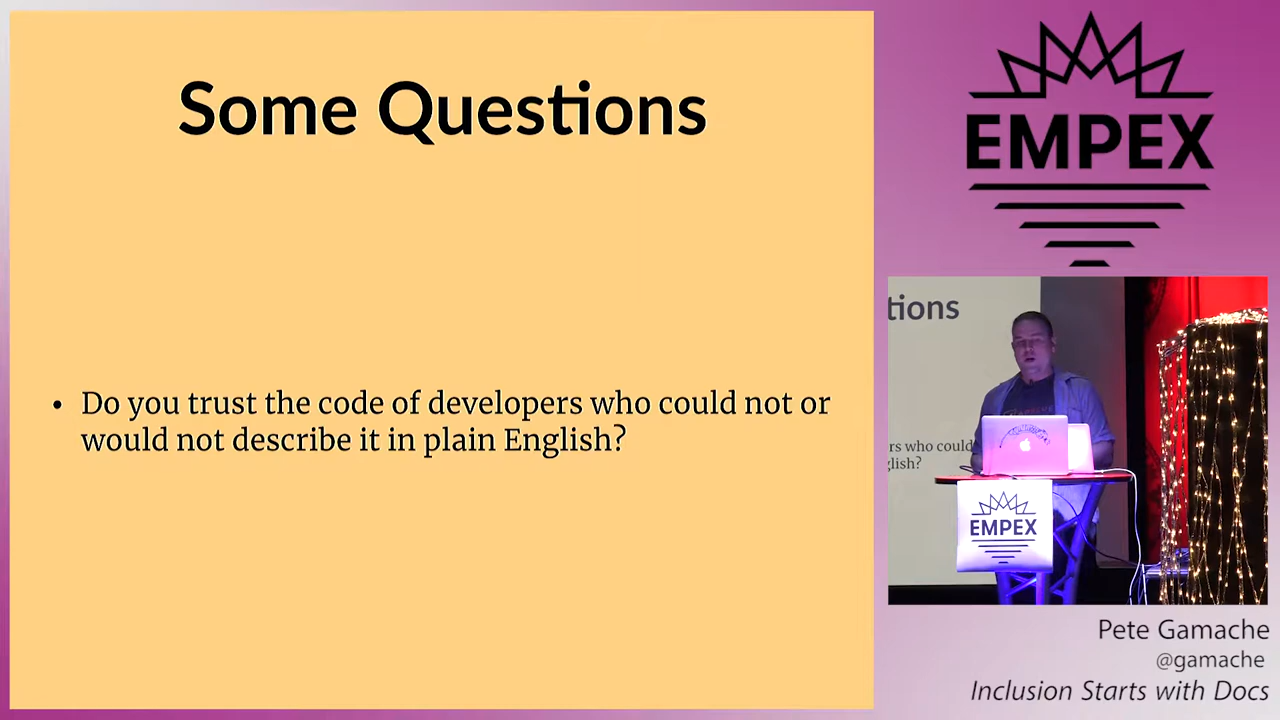 Some Questions
• Do you trust the code of developers who could not or
would not describe it in plain English?
EMPEX
tions
rs who could
glish?
EMPEX
Pete Gamache
@gamache
Inclusion Starts with Docs